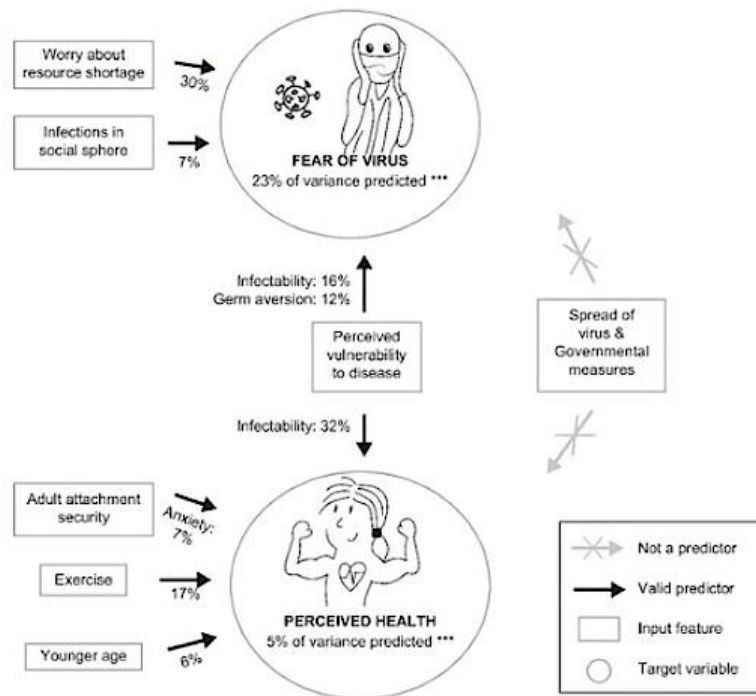 Worry about
resource shortage
30%
Infections in
social sphere
7%
FEAR OF VIRUS
23% of variance predicted ***
Infectability: 16%
Germ aversion: 12%
Perceived
vulnerability
to disease
Spread of
virus &
Governmental
measures
Infectability: 32%
Adult attachment
security
Anxiety:
7%
Exercise
17%
Younger age
6%
PERCEIVED HEALTH
5% of variance predicted ***
Not a predictor
Valid predictor
Input feature
Target variable